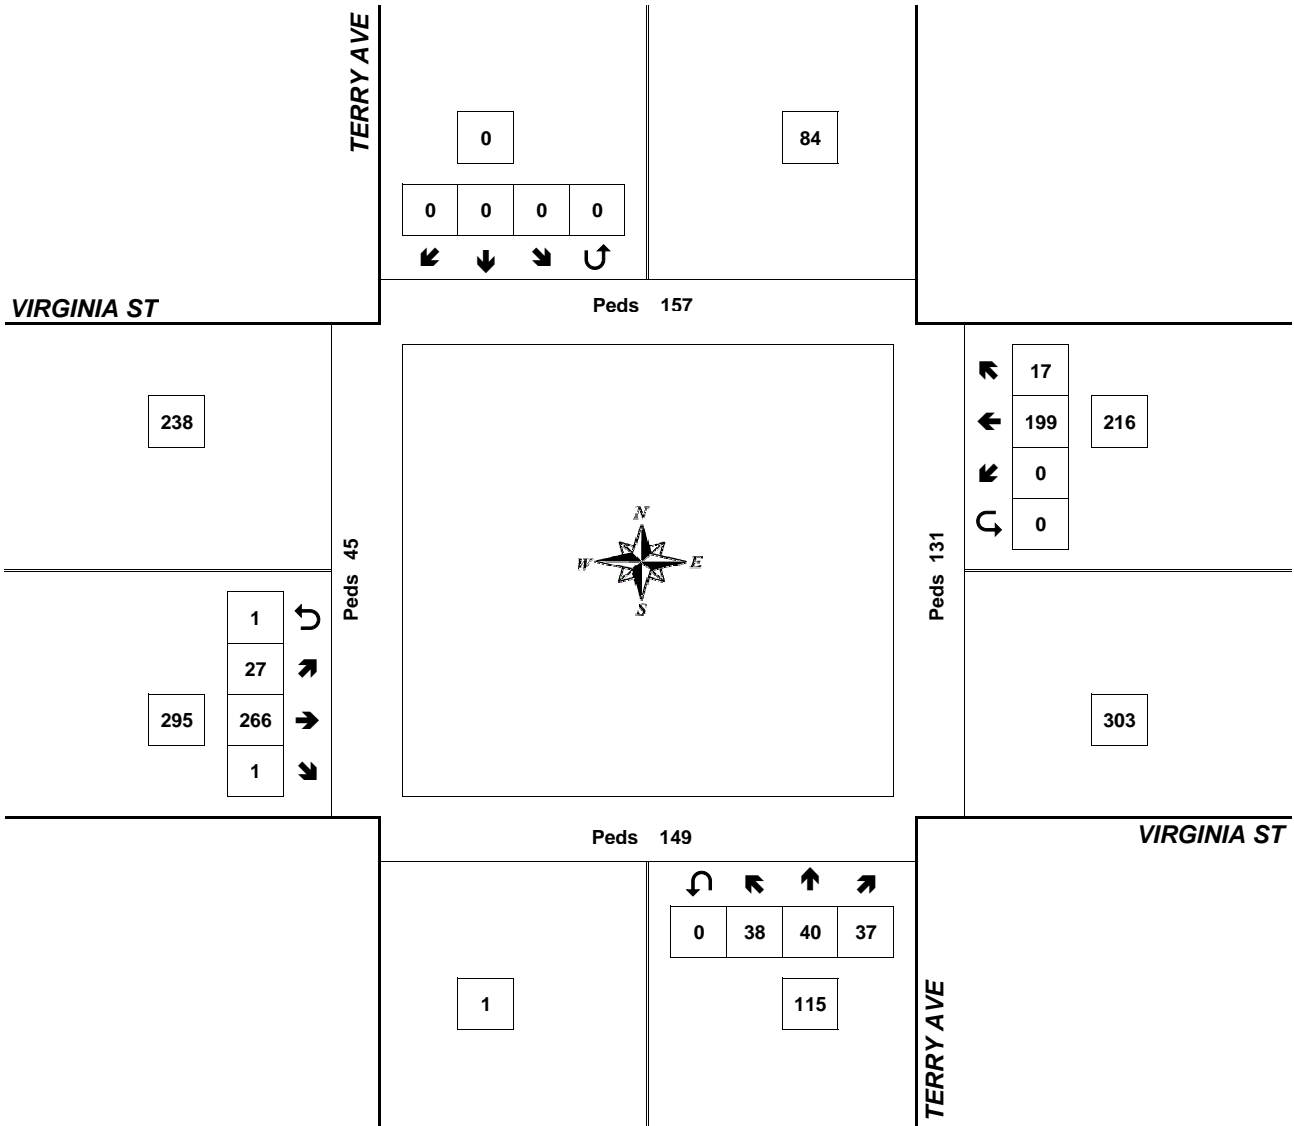 TERRY AVE
0
84
0 0 0 0
VIRGINIA ST
Peds 157
238
17
199
0
0
216
Peds 45
N
W E
S
Peds 131
1
27
266
1
295
303
Peds 149
VIRGINIA ST
0 38 40 37
1
115
TERRY AVE